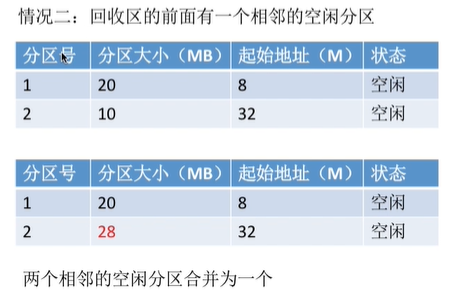 情况二：回收区的前面有一个相邻的空闲分区
分区号 分区大小（MB） 起始地址（M） 状态
1 20 8 空闲
2 10 32 空闲
分区号 分区大小（MB） 起始地址（M） 状态
1 20 8 空闲
2 28 32 空闲
两个相邻的空闲分区合并为一个